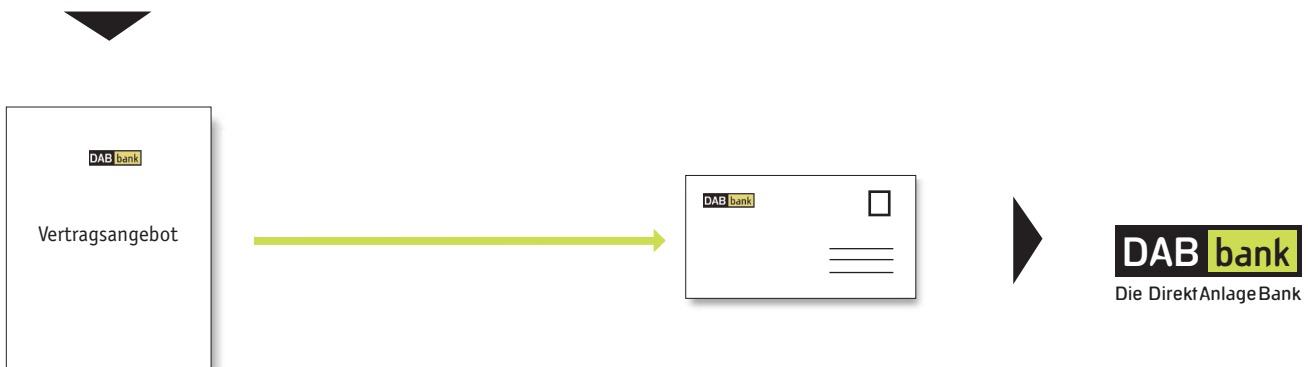 DAB bank
Vertragsangebot
DAB bank
DAB bank
Die DirektAnlageBank